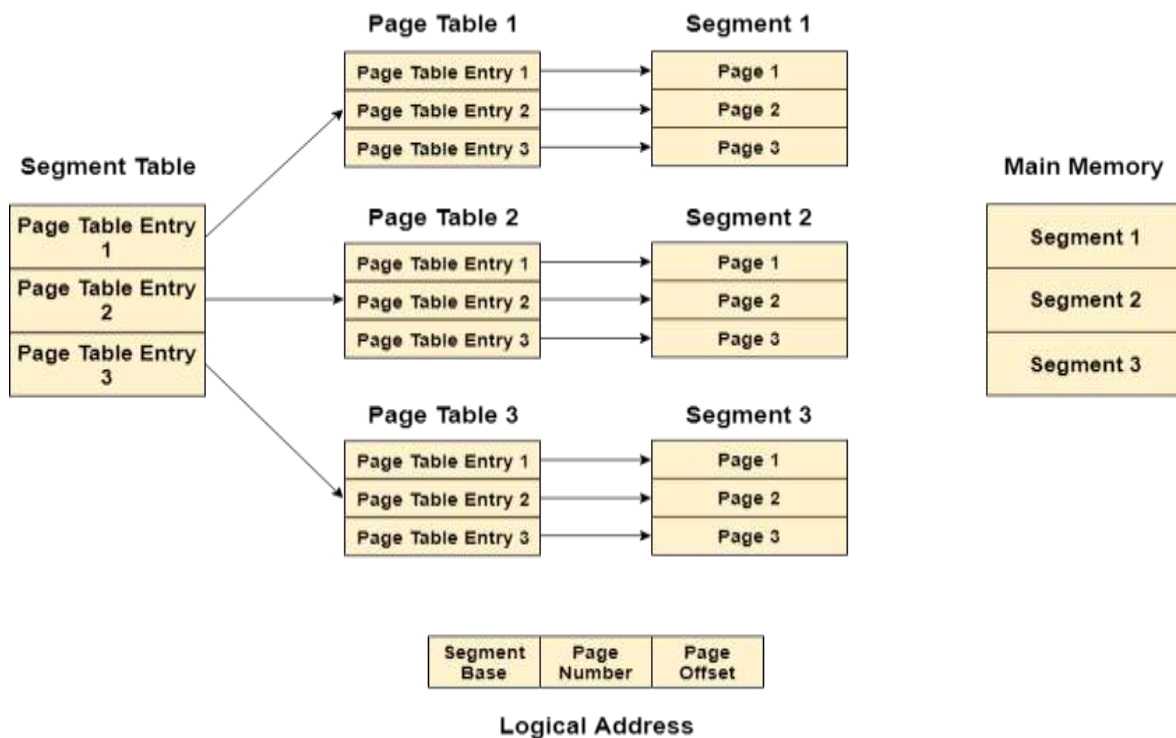 Page Table 1
Segment 1
Page Table Entry 1
Page 1
Page Table Entry 2
Page 2
Page Table Entry 3
Page 3
Segment Table
Main Memory
Page Table Entry
1
Page Table Entry
2
Page Table Entry
3
Page Table 2
Segment 2
Page Table Entry 1
Page 1
Page Table Entry 2
Page 2
Page Table Entry 3
Page 3
Segment 1
Segment 2
Segment 3
Page Table 3
Segment 3
Page Table Entry 1
Page 1
Page Table Entry 2
Page 2
Page Table Entry 3
Page 3
Segment
Base
Page
Number
Page
Offset
Logical Address